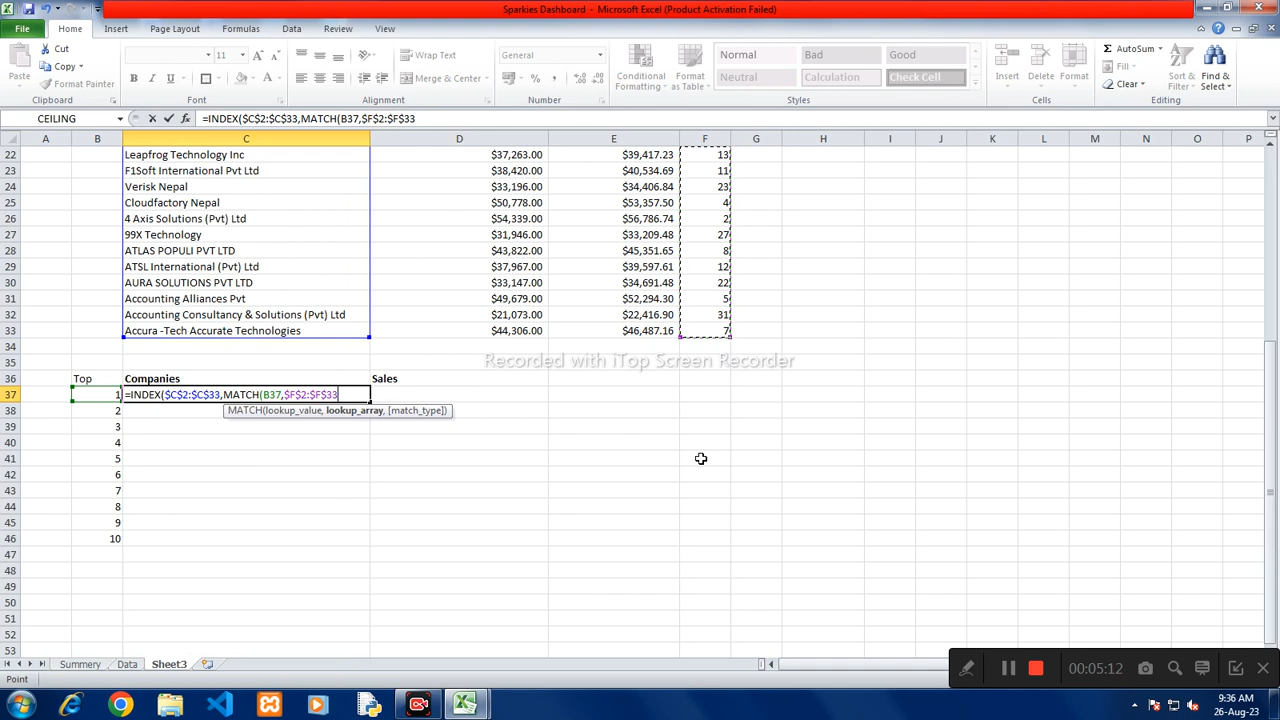 Sparkies Dashboard - Microsoft Excel (Product Activation Failed)
File Home Insert Page Layout Formulas Data Review View
Paste Cut Copy Format Painter
Clipboard
11 A A B I U A
Font
Wrap Text
Merge & Center
Alignment
General
$ % ,
Number
Conditional Formatting
Format as Table
Normal Bad Good
Neutral Calculation Check Cell
Styles
Insert Delete Format
Cells
Σ AutoSum
Fill
Clear
Sort & Filter
Find & Select
Editing
CEILING =INDEX($C$2:$C$33,MATCH(B37,$F$2:$F$33
A B C D E F G H I J K L M N O P
22 Leapfrog Technology Inc $37,263.00 $39,417.23 13
23 F1Soft International Pvt Ltd $38,420.00 $40,534.69 11
24 Verisk Nepal $33,196.00 $34,406.84 23
25 Cloudfactory Nepal $50,778.00 $53,357.50 4
26 4 Axis Solutions (Pvt) Ltd $54,339.00 $56,786.74 2
27 99X Technology $31,946.00 $33,209.48 27
28 ATLAS POPULI PVT LTD $43,822.00 $45,351.65 8
29 ATSL International (Pvt) Ltd $37,967.00 $39,597.61 12
30 AURA SOLUTIONS PVT LTD $33,147.00 $34,691.48 22
31 Accounting Alliances Pvt $49,679.00 $52,294.30 5
32 Accounting Consultancy & Solutions (Pvt) Ltd $21,073.00 $22,416.90 31
33 Accura -Tech Accurate Technologies $44,306.00 $46,487.16 7
34
Recorded with iTop Screen Recorder
35
36 Top Companies Sales
37 1 =INDEX($C$2:$C$33,MATCH(B37,$F$2:$F$33
MATCH(lookup_value, lookup_array, [match_type])
38 2
39 3
40 4
41 5
42 6
43 7
44 8
45 9
46 10
47
48
49
50
51
52
53
Summery Data Sheet3
00:05:12
Point
9:36 AM
26-Aug-23